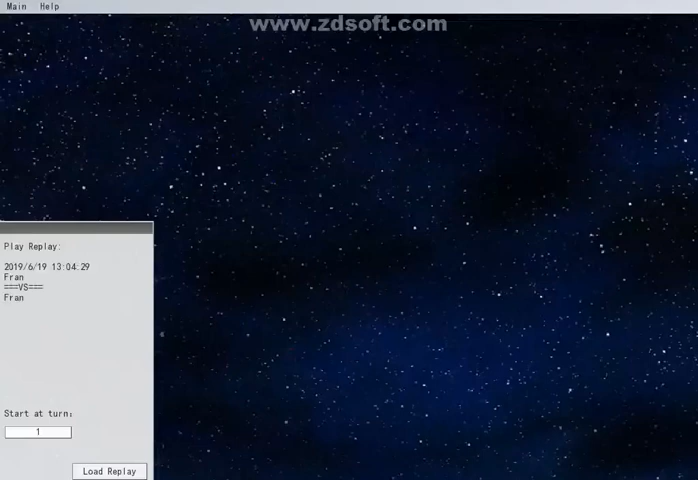 Main Help
www.zdsoft.com
Play Replay:
2019/6/19 13:04:29
Fran
===VS===
Fran
Start at turn:
1
Load Replay